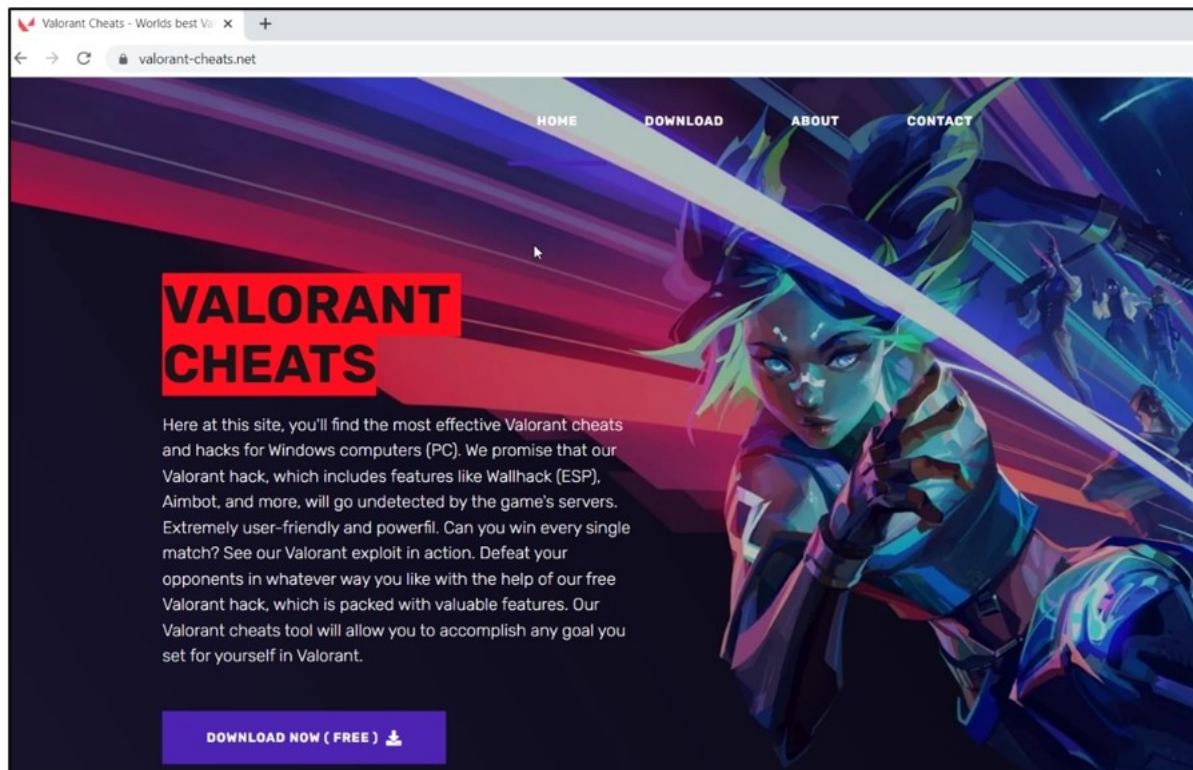 Valorant Cheats - Worlds best Va
valorant-cheats.net
HOME DOWNLOAD ABOUT CONTACT
VALORANT
CHEATS
Here at this site, you'll find the most effective Valorant cheats
and hacks for Windows computers (PC). We promise that our
Valorant hack, which includes features like Wallhack (ESP),
Aimbot, and more, will go undetected by the game's servers.
Extremely user-friendly and powerfil. Can you win every single
match? See our Valorant exploit in action. Defeat your
opponents in whatever way you like with the help of our free
Valorant hack, which is packed with valuable features. Our
Valorant cheats tool will allow you to accomplish any goal you
set for yourself in Valorant.
DOWNLOAD NOW ( FREE )